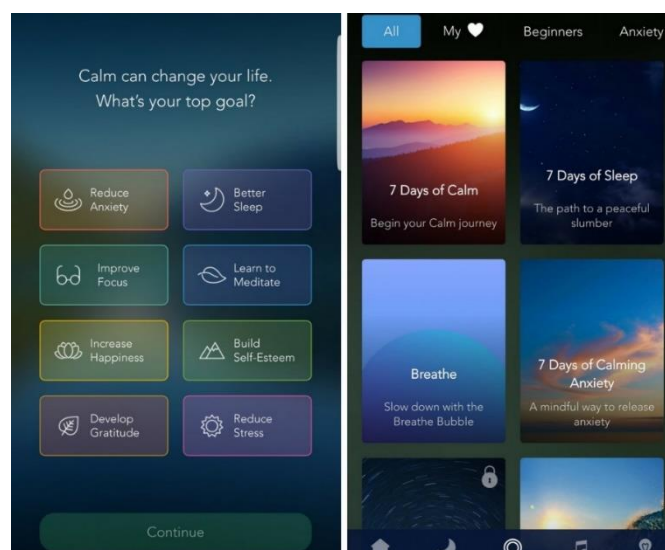 Calm can change your life.
What's your top goal?
Reduce
Anxiety
Better
Sleep
Improve
Focus
Learn to
Meditate
Increase
Happiness
Build
Self-Esteem
Develop
Gratitude
Reduce
Stress
Continue
All
My
Beginners
Anxiety
7 Days of Calm
Begin your Calm journey
7 Days of Sleep
The path to a peaceful
slumber
Breathe
Slow down with the
Breathe Bubble
7 Days of Calming
Anxiety
A mindful way to release
anxiety